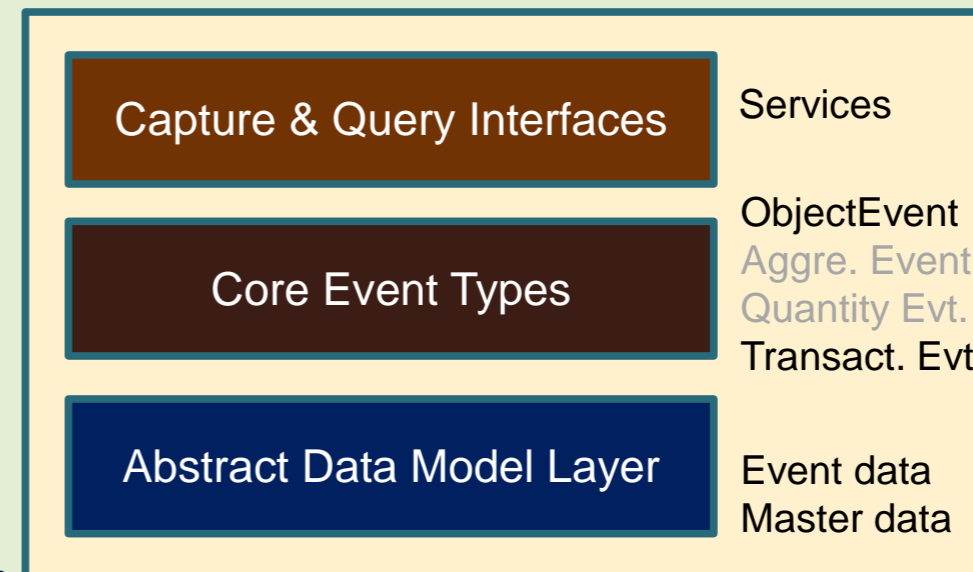 Capture & Query Interfaces
Services
Core Event Types
ObjectEvent
Aggre. Event
Quantity Evt.
Transact. Evt
Abstract Data Model Layer
Event data
Master data